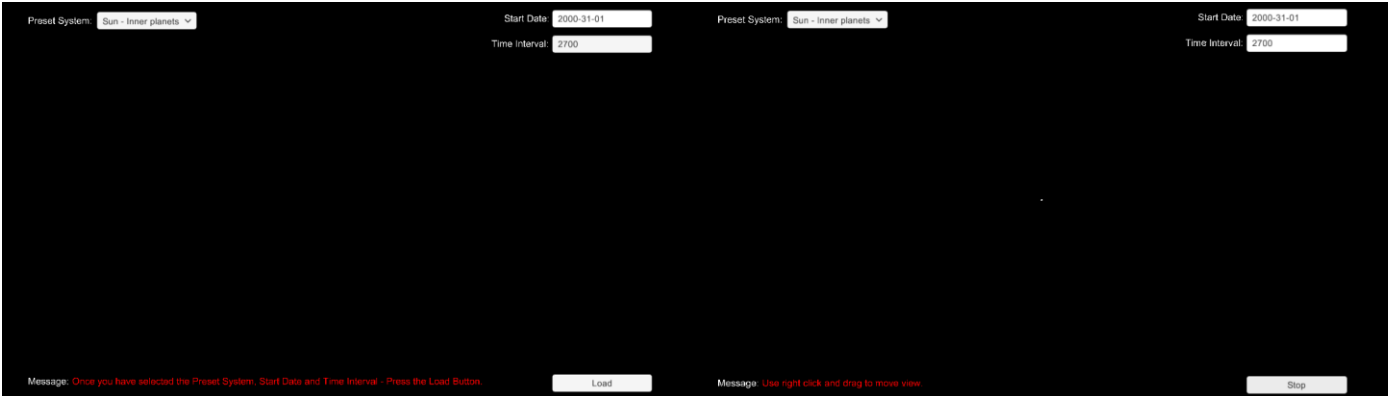 Preset System: Sun - Inner planets
Start Date: 2000-31-01
Time Interval: 2700
Message: Once you have selected the Preset System, Start Date and Time Interval - Press the Load Button.
Load
Preset System: Sun - Inner planets
Start Date: 2000-31-01
Time Interval: 2700
Message: Use right click and drag to move view.
Stop